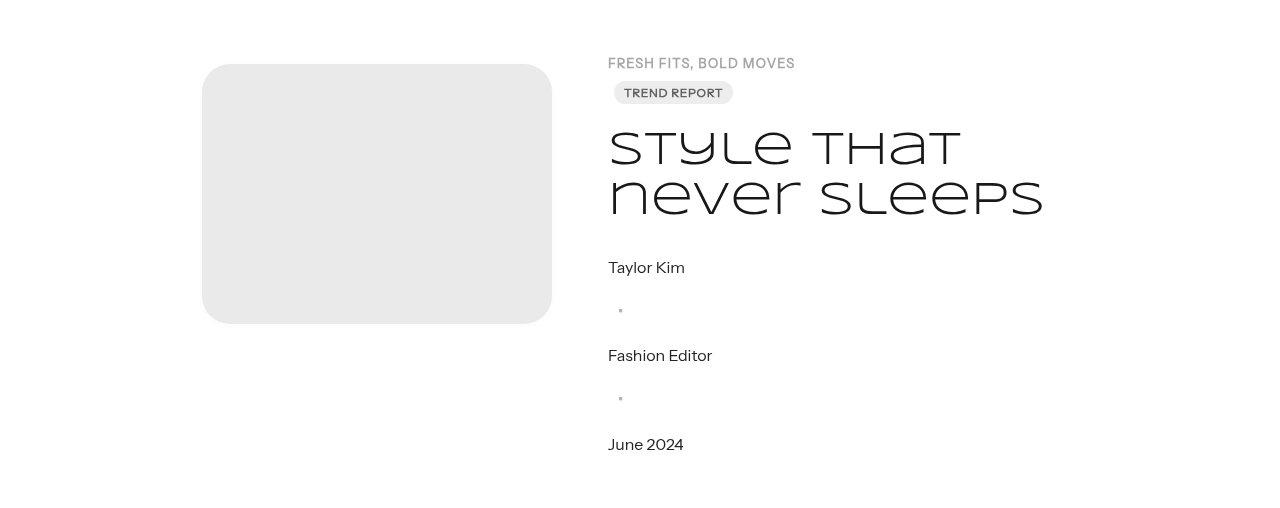 FRESH FITS, BOLD MOVES
TREND REPORT
Style That
Never Sleeps
Taylor Kim
·
Fashion Editor
·
June 2024